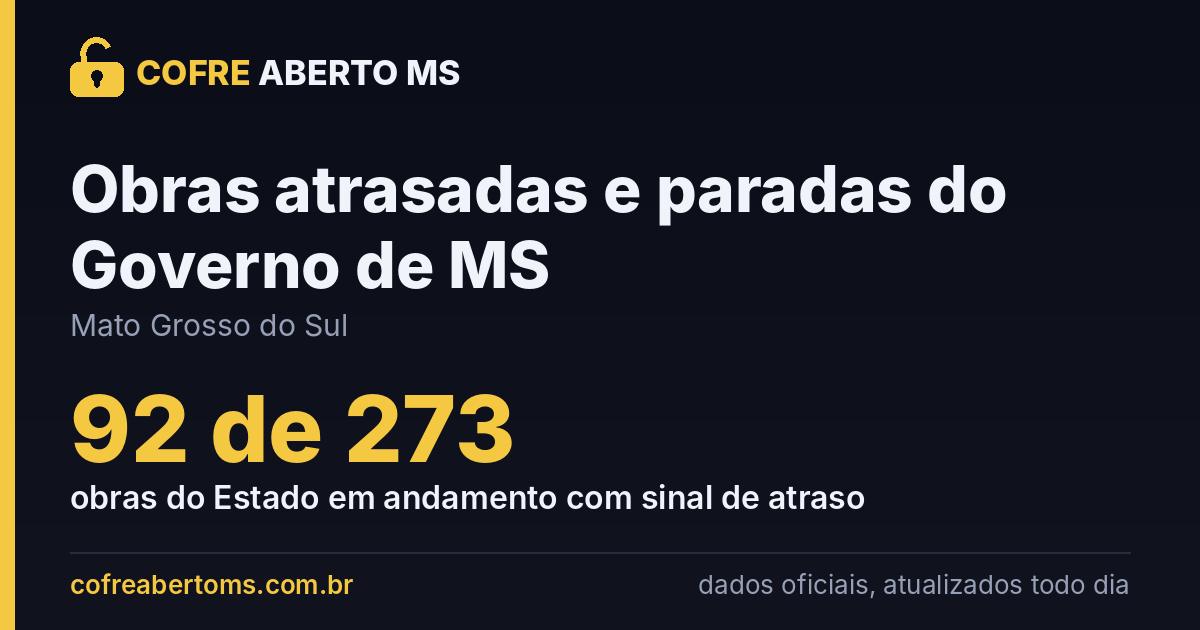 COFRE ABERTO MS
Obras atrasadas e paradas do
Governo de MS
Mato Grosso do Sul
92 de 273
obras do Estado em andamento com sinal de atraso
cofreabertoms.com.br
dados oficiais, atualizados todo dia